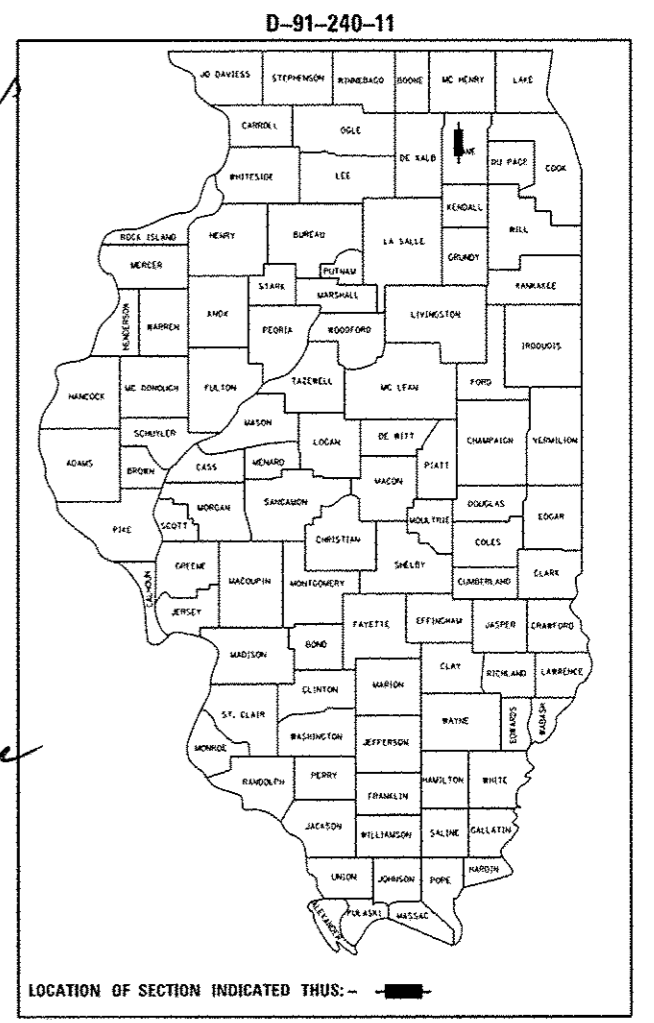 D-91-240-11
JO DAVIESS STEPHENSON WINNEBAGO BOONE MC HENRY LAKE
CARROLL OGLE DE KALB KANE DU PAGE COOK
WHITESIDE LEE
KENDALL WILL
ROCK ISLAND HENRY BUREAU LA SALLE GRUNDY
MERCER PUTNAM KANKAKEE
STARK MARSHALL
HENDERSON WARREN KNOX PEORIA WOODFORD LIVINGSTON IROQUOIS
HANCOCK MC DONOUGH FULTON TAZEWELL MC LEAN FORD
MASON
SCHUYLER LOGAN DE WITT CHAMPAIGN VERMILION
ADAMS BROWN CASS MENARD MACON PIATT
MORGAN SANGAMON DOUGLAS EDGAR
PIKE SCOTT CHRISTIAN MOULTRIE COLES
GREENE MACOUPIN MONTGOMERY SHELBY CUMBERLAND CLARK
CALHOUN JERSEY
FAYETTE EFFINGHAM JASPER CRAWFORD
MADISON BOND
CLAY RICHLAND LAWRENCE
CLINTON MARION
ST. CLAIR WAYNE EDWARDS WABASH
MONROE WASHINGTON JEFFERSON
RANDOLPH PERRY HAMILTON WHITE
FRANKLIN
JACKSON WILLIAMSON SALINE GALLATIN
UNION JOHNSON POPE HARDIN
ALEXANDER PULASKI MASSAC
LOCATION OF SECTION INDICATED THUS:-